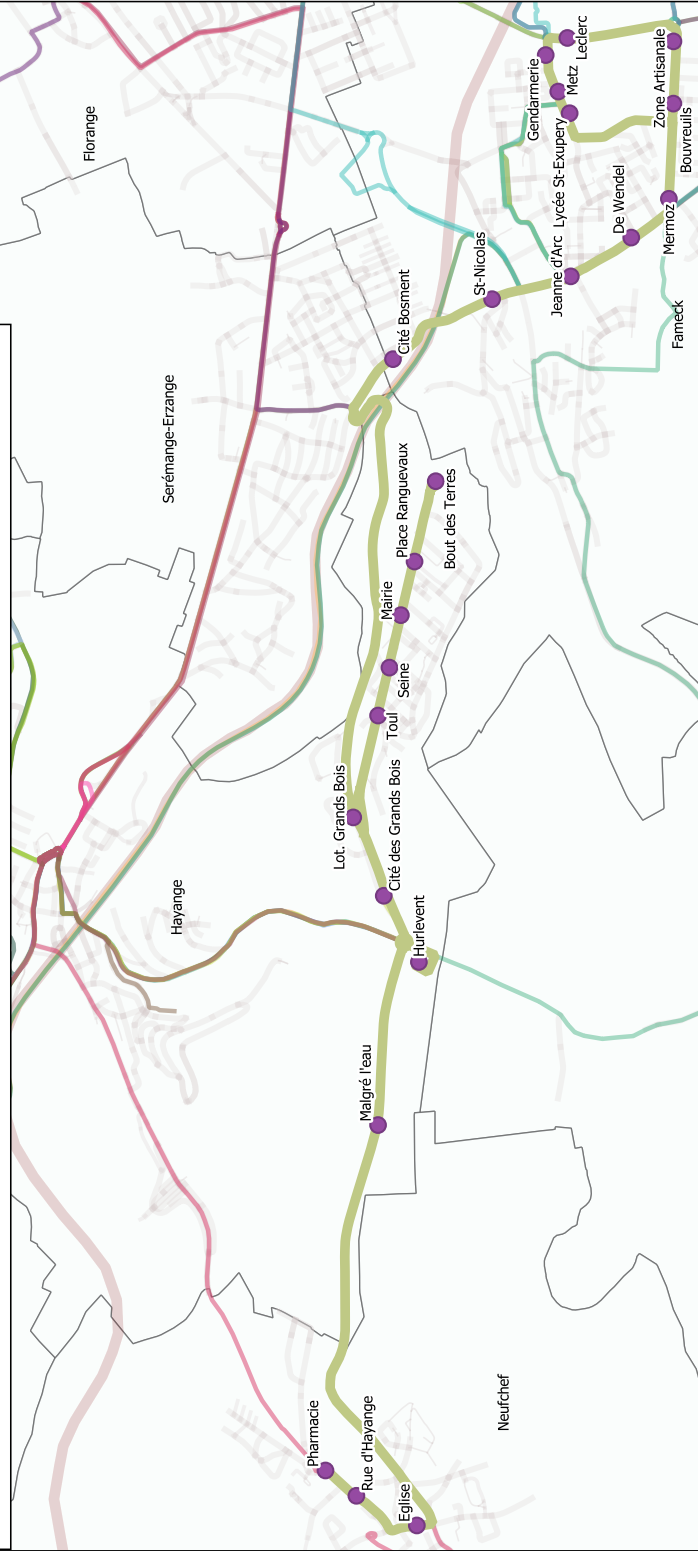 Florange
Serémange-Erzange
Hayange
Neufchef
Fameck
Leclerc
Gendarmerie
Metz
Lycée St-Exupery
Zone Artisanale
Bouvreuils
Mermoz
De Wendel
Jeanne d'Arc
St-Nicolas
Cité Bosment
Bout des Terres
Place Ranguevaux
Mairie
Seine
Toul
Lot. Grands Bois
Cité des Grands Bois
Hurlevent
Malgré l'eau
Pharmacie
Rue d'Hayange
Eglise